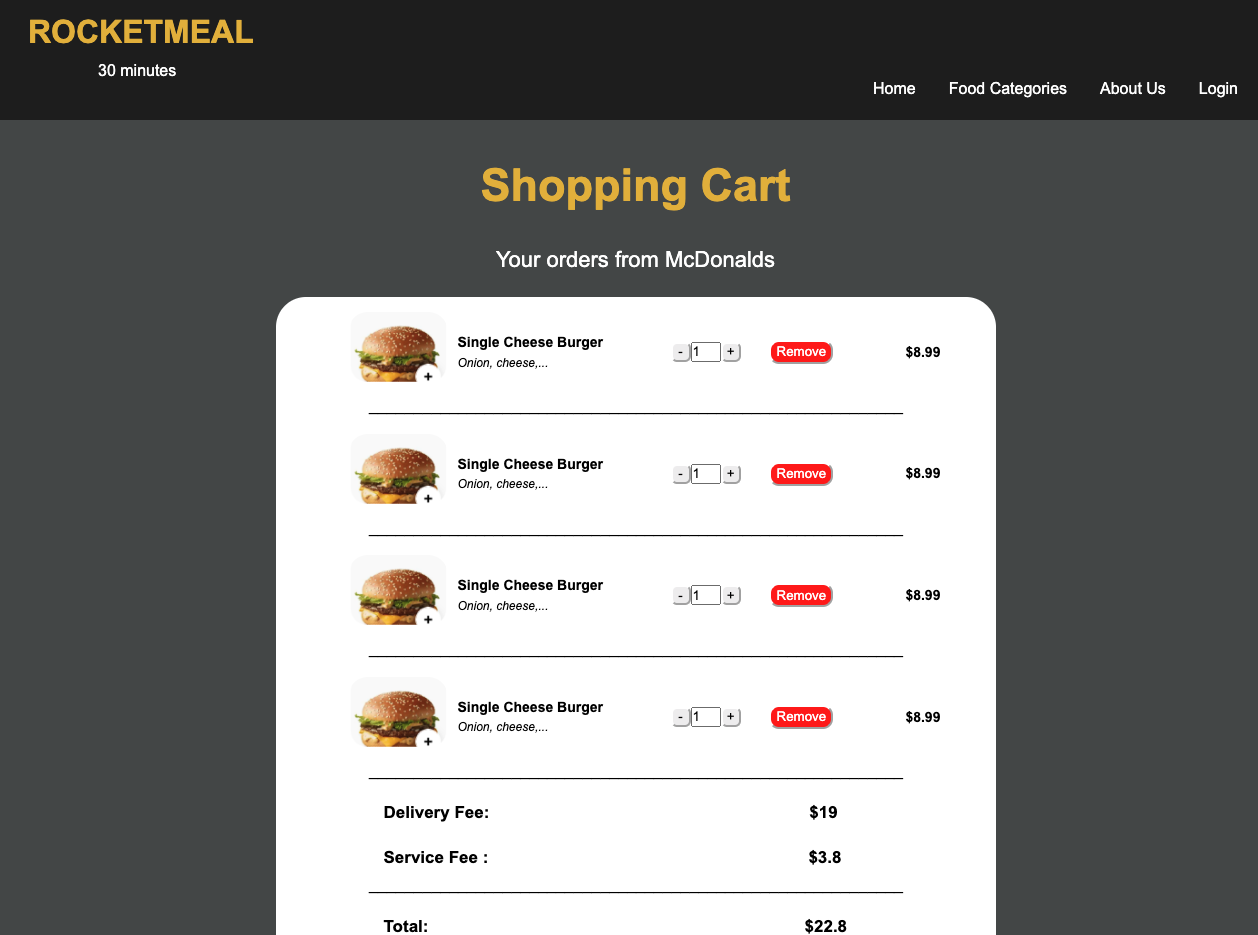 ROCKETMEAL
30 minutes
Home Food Categories About Us Login
Shopping Cart
Your orders from McDonalds
Single Cheese Burger
Onion, cheese,...
- 1 + Remove $8.99
Single Cheese Burger
Onion, cheese,...
- 1 + Remove $8.99
Single Cheese Burger
Onion, cheese,...
- 1 + Remove $8.99
Single Cheese Burger
Onion, cheese,...
- 1 + Remove $8.99
Delivery Fee: $19
Service Fee : $3.8
Total: $22.8